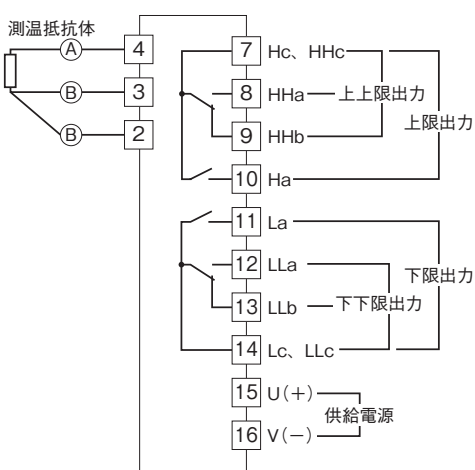 測温抵抗体
A 4
B 3
B 2
7 Hc、HHc
8 HHa 上上限出力
9 HHb
上限出力
10 Ha
11 La
12 LLa
下限出力
13 LLb 下下限出力
14 Lc、LLc
15 U(+)
供給電源
16 V(−)